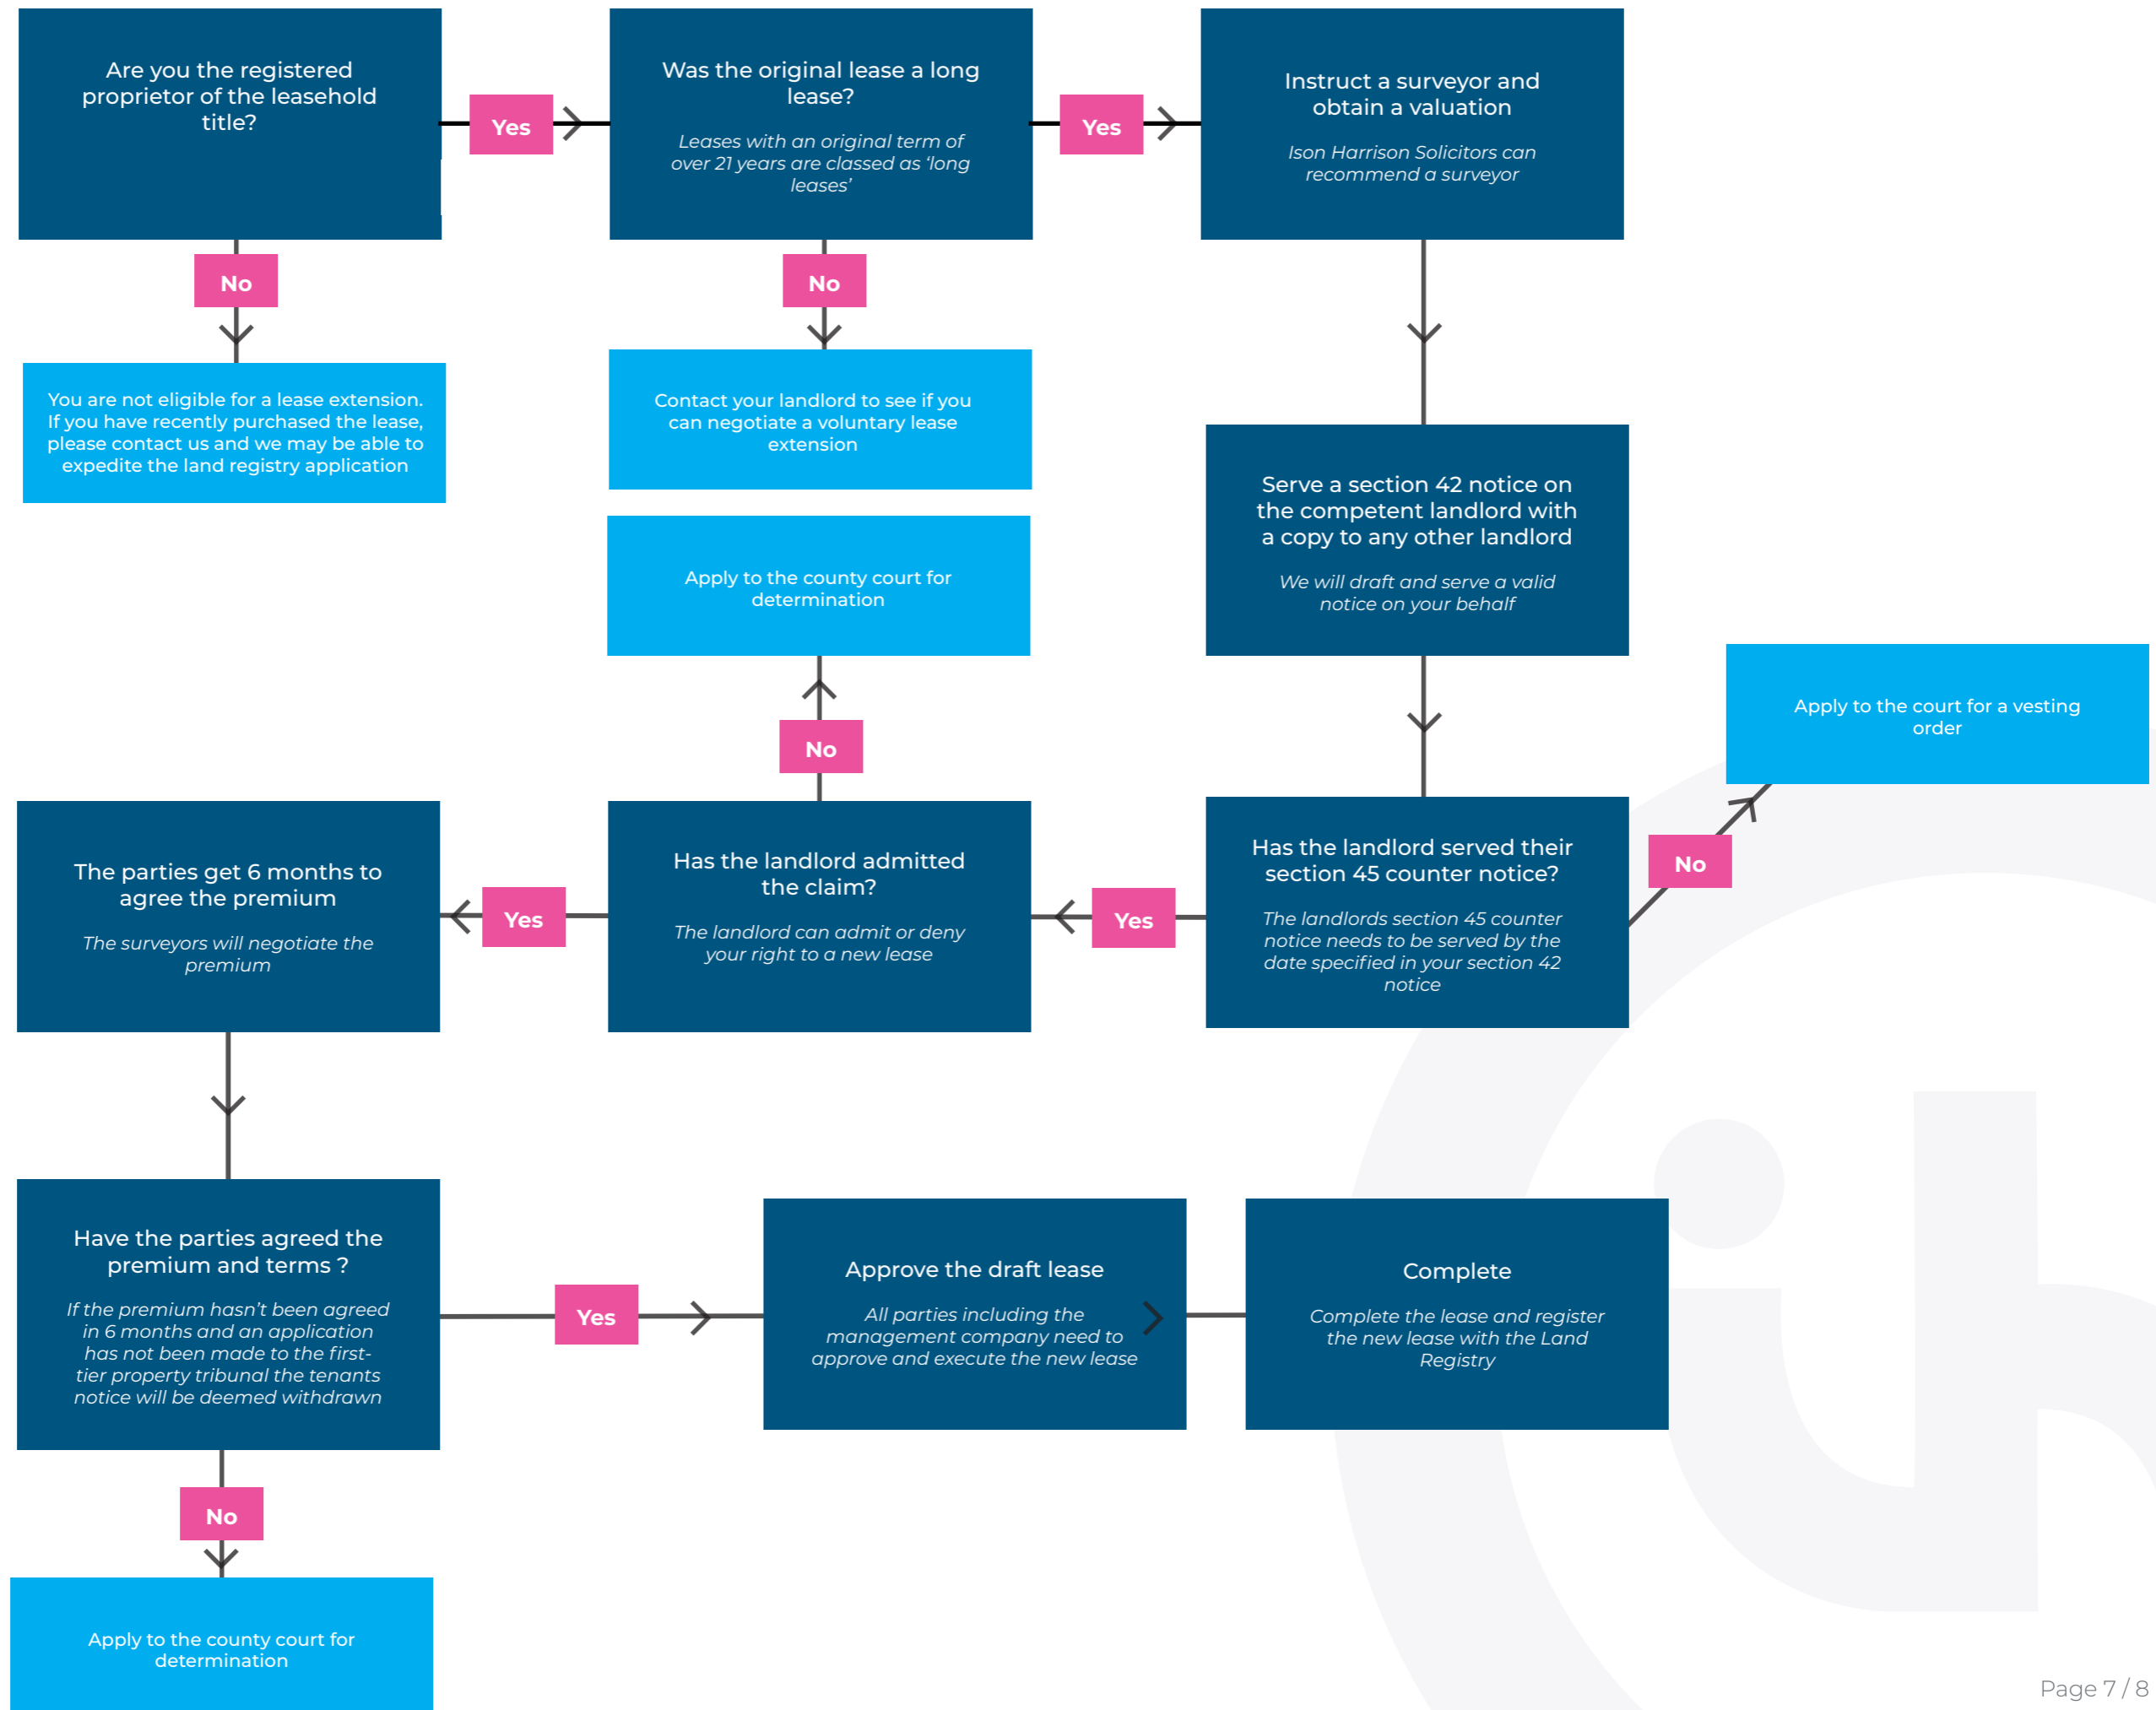 Are you the registered
proprietor of the leasehold
title?
Yes
Was the original lease a long
lease?
Leases with an original term of
over 21 years are classed as ‘long
leases’
Yes
Instruct a surveyor and
obtain a valuation
Ison Harrison Solicitors can
recommend a surveyor
No
No
You are not eligible for a lease extension.
If you have recently purchased the lease,
please contact us and we may be able to
expedite the land registry application
Contact your landlord to see if you
can negotiate a voluntary lease
extension
Serve a section 42 notice on
the competent landlord with
a copy to any other landlord
We will draft and serve a valid
notice on your behalf
Apply to the county court for
determination
Apply to the court for a vesting
order
No
Has the landlord served their
section 45 counter notice?
The landlords section 45 counter
notice needs to be served by the
date specified in your section 42
notice
No
Yes
Has the landlord admitted
the claim?
The landlord can admit or deny
your right to a new lease
Yes
The parties get 6 months to
agree the premium
The surveyors will negotiate the
premium
Have the parties agreed the
premium and terms ?
If the premium hasn’t been agreed
in 6 months and an application
has not been made to the first-
tier property tribunal the tenants
notice will be deemed withdrawn
Yes
Approve the draft lease
All parties including the
management company need to
approve and execute the new lease
Complete
Complete the lease and register
the new lease with the Land
Registry
No
Apply to the county court for
determination
Page 7 / 8